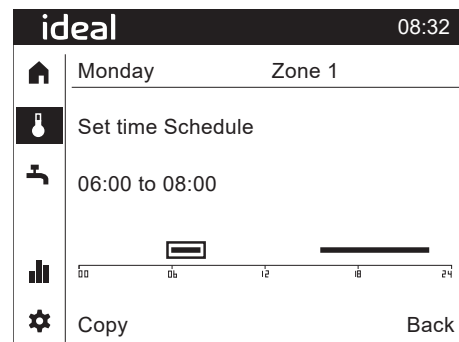 ideal 08:32
Monday Zone 1
Set time Schedule
06:00 to 08:00
00 06 12 18 24
Copy Back